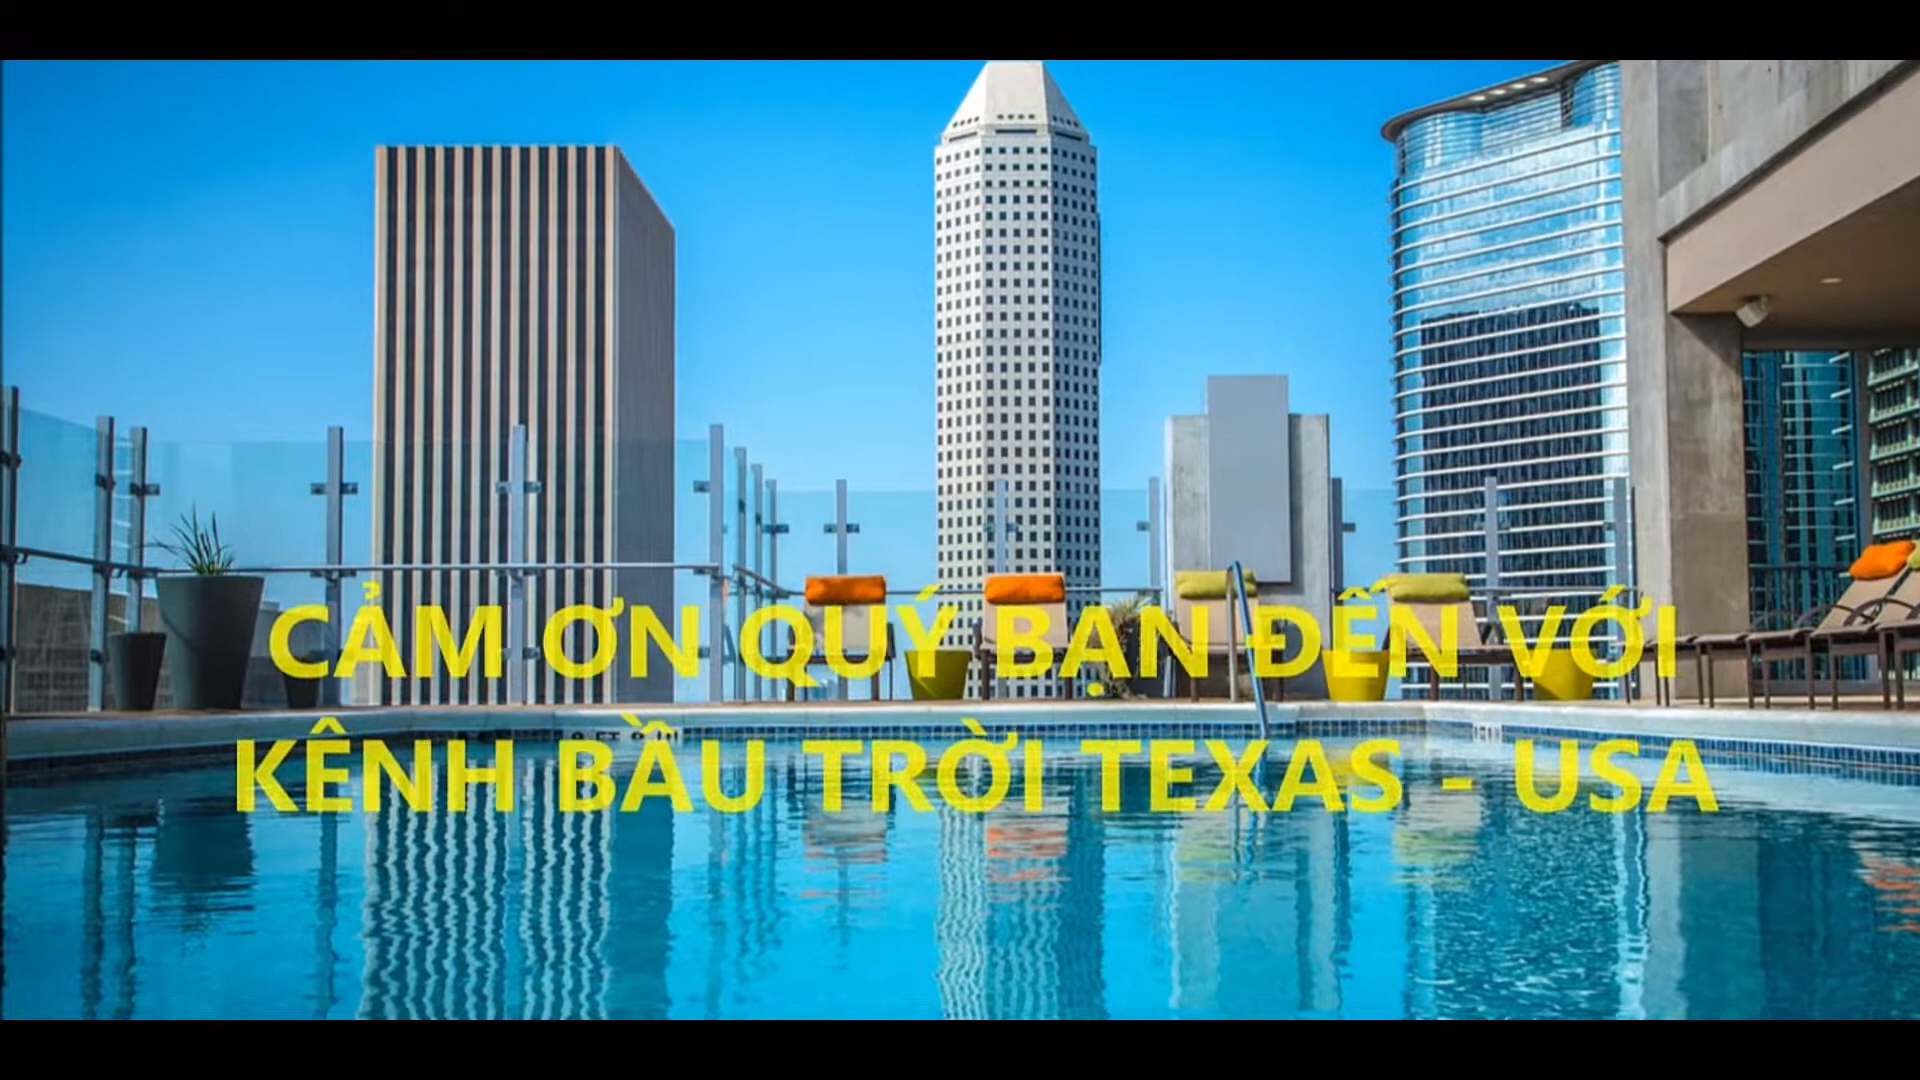 CẢM ƠN QUÝ BẠN ĐẾN VỚI
KÊNH BẦU TRỜI TEXAS - USA